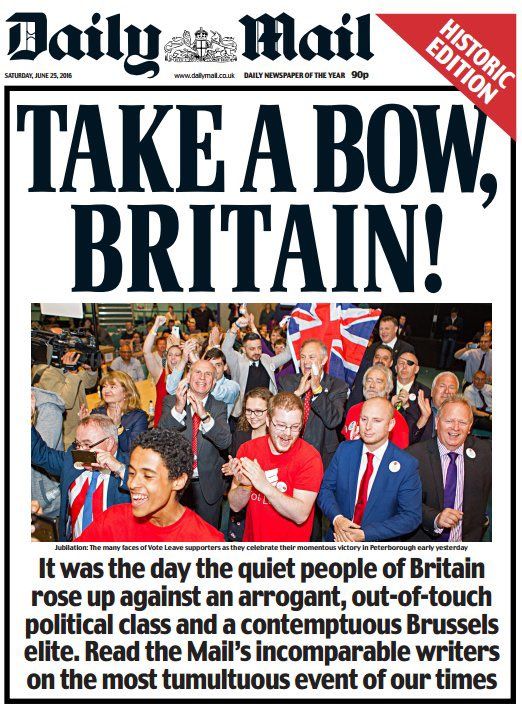 Daily Mail
HISTORIC
EDITION
SATURDAY, JUNE 25, 2016
www.dailymail.co.uk
DAILY NEWSPAPER OF THE YEAR
90p
TAKE A BOW,
BRITAIN!
Jubilation: The many faces of Vote Leave supporters as they celebrate their momentous victory in Peterborough early yesterday
It was the day the quiet people of Britain
rose up against an arrogant, out-of-touch
political class and a contemptuous Brussels
elite. Read the Mail's incomparable writers
on the most tumultuous event of our times